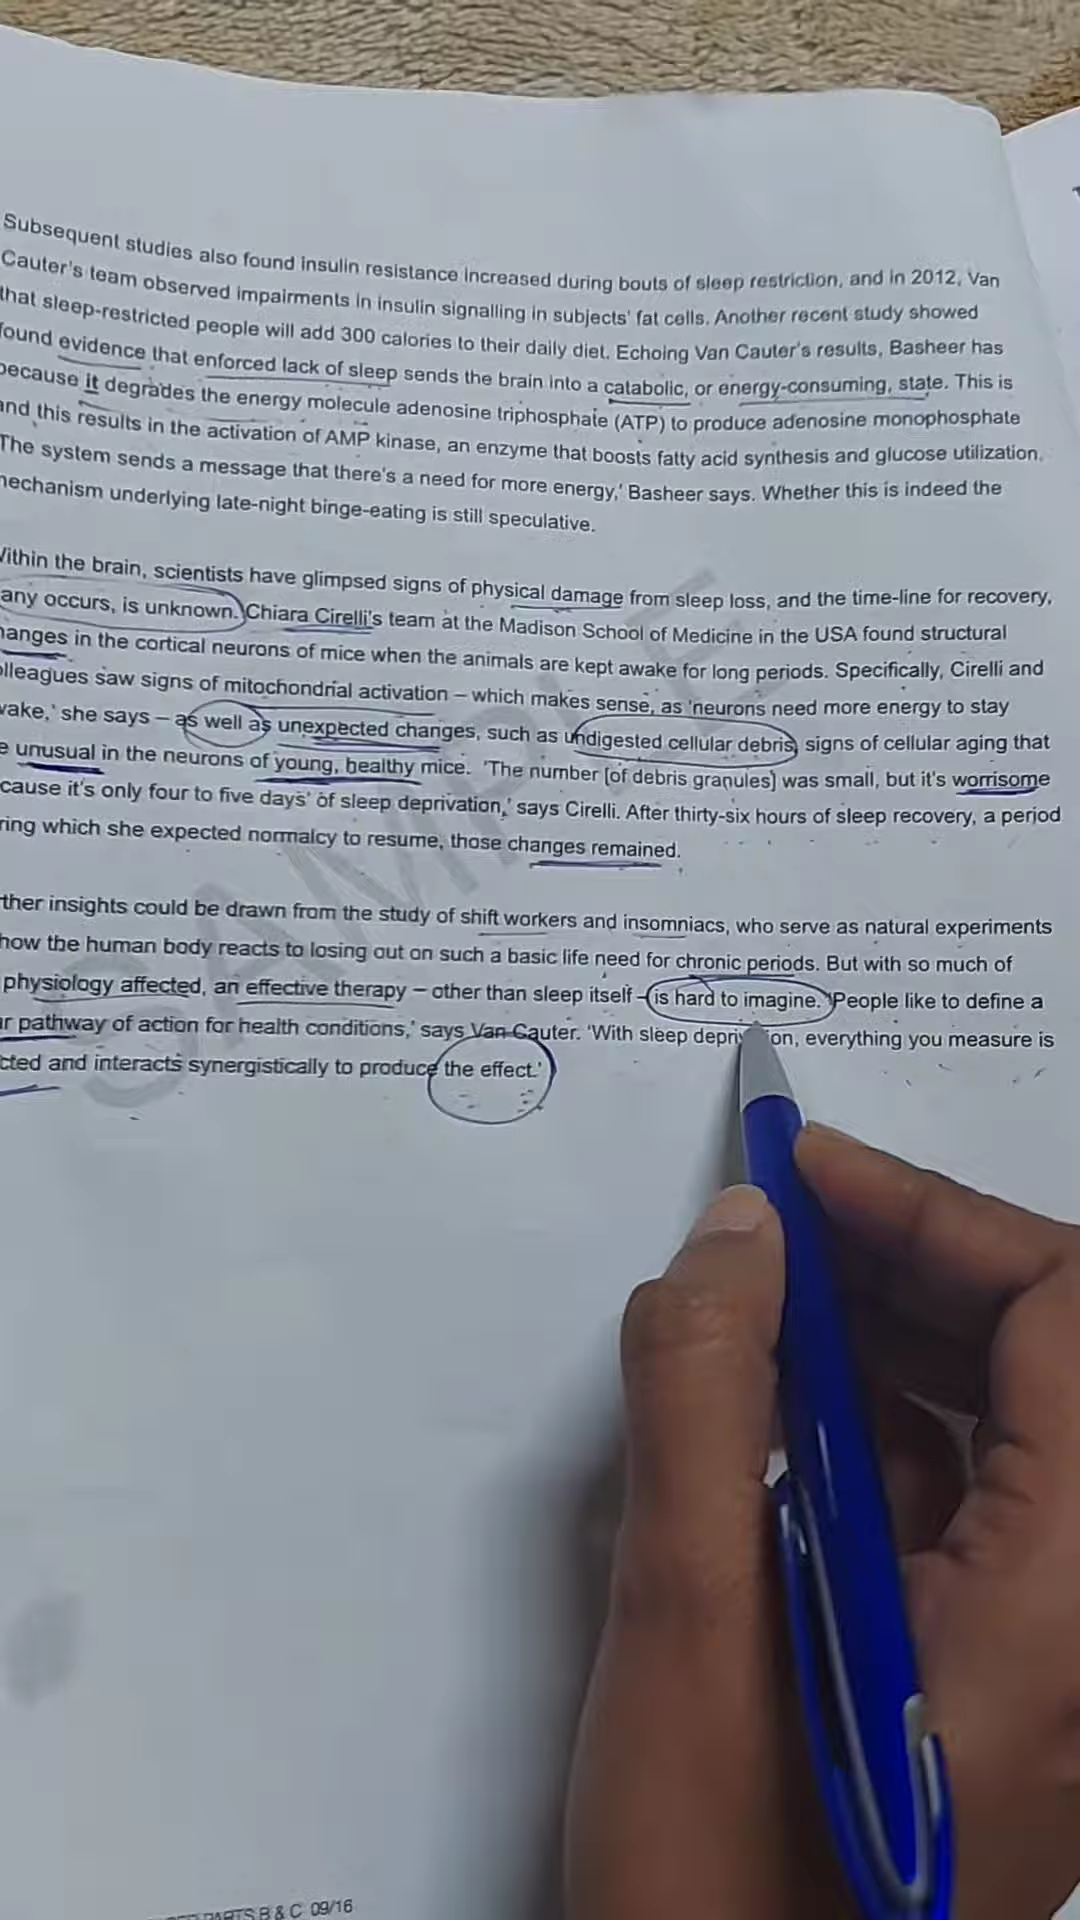 Subsequent studies also found insulin resistance increased during bouts of sleep restriction, and in 2012, Van
Cauter's team observed impairments in insulin signalling in subjects' fat cells. Another recent study showed
that sleep-restricted people will add 300 calories to their daily diet. Echoing Van Cauter's results, Basheer has
found evidence that enforced lack of sleep sends the brain into a catabolic, or energy-consuming, state. This is
because it degrades the energy molecule adenosine triphosphate (ATP) to produce adenosine monophosphate
and this results in the activation of AMP kinase, an enzyme that boosts fatty acid synthesis and glucose utilization.
'The system sends a message that there's a need for more energy,' Basheer says. Whether this is indeed the
mechanism underlying late-night binge-eating is still speculative.
Within the brain, scientists have glimpsed signs of physical damage from sleep loss, and the time-line for recovery,
any occurs, is unknown. Chiara Cirelli's team at the Madison School of Medicine in the USA found structural
hanges in the cortical neurons of mice when the animals are kept awake for long periods. Specifically, Cirelli and
olleagues saw signs of mitochondrial activation – which makes sense, as 'neurons need more energy to stay
wake,' she says – as well as unexpected changes, such as undigested cellular debris, signs of cellular aging that
e unusual in the neurons of young, healthy mice. 'The number [of debris granules] was small, but it's worrisome
cause it's only four to five days' of sleep deprivation,' says Cirelli. After thirty-six hours of sleep recovery, a period
ring which she expected normalcy to resume, those changes remained.
rther insights could be drawn from the study of shift workers and insomniacs, who serve as natural experiments
how the human body reacts to losing out on such a basic life need for chronic periods. But with so much of
physiology affected, an effective therapy – other than sleep itself – is hard to imagine. 'People like to define a
ar pathway of action for health conditions,' says Van Cauter. 'With sleep depri on, everything you measure is
cted and interacts synergistically to produce the effect.'
PARTS B & C 09/16
SAMPLE